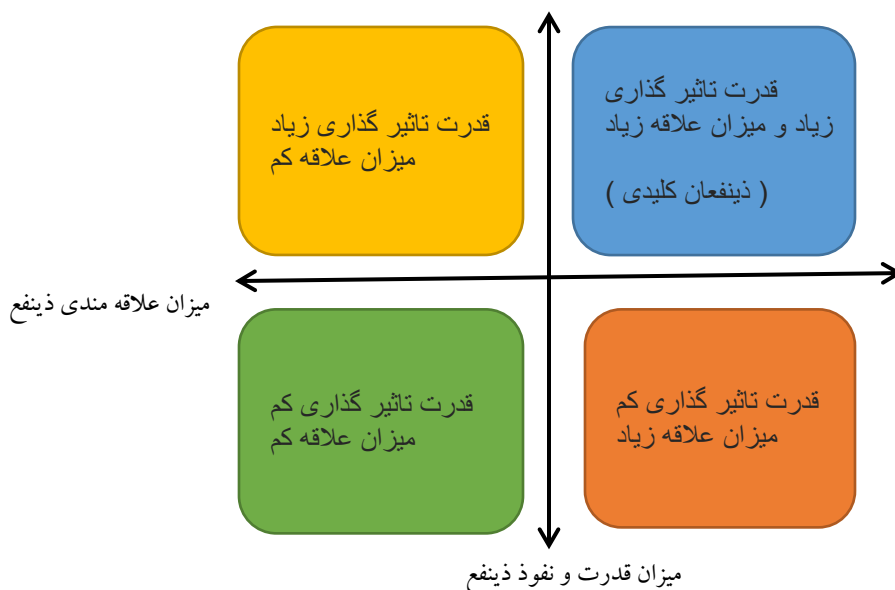 قدرت تاثیر گذاری
زیاد و میزان علاقه زیاد
( ذینفعان کلیدی )
قدرت تاثیر گذاری زیاد
میزان علاقه کم
میزان علاقه مندی ذینفع
قدرت تاثیر گذاری کم
میزان علاقه زیاد
قدرت تاثیر گذاری کم
میزان علاقه کم
میزان قدرت و نفوذ ذینفع